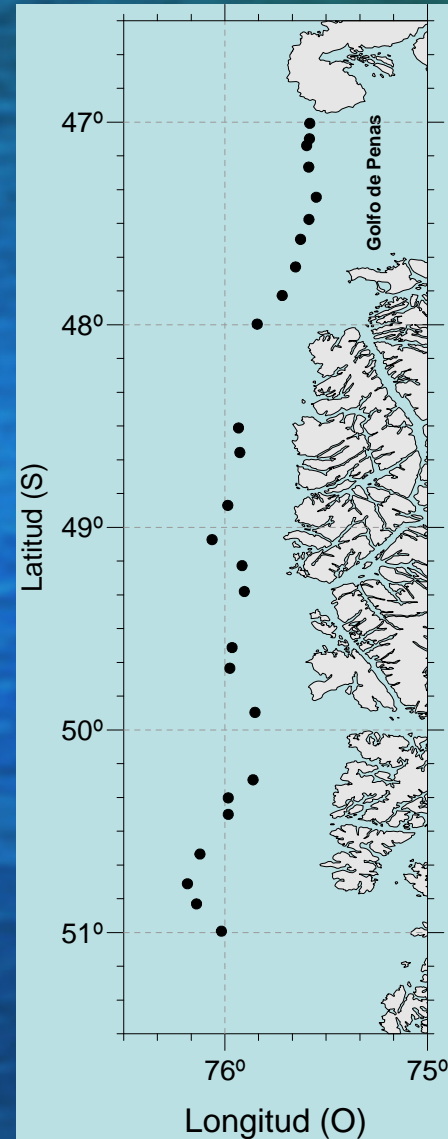 47º
48º
49º
50º
51º
Latitud (S)
Golfo de Penas
76º
75º
Longitud (O)